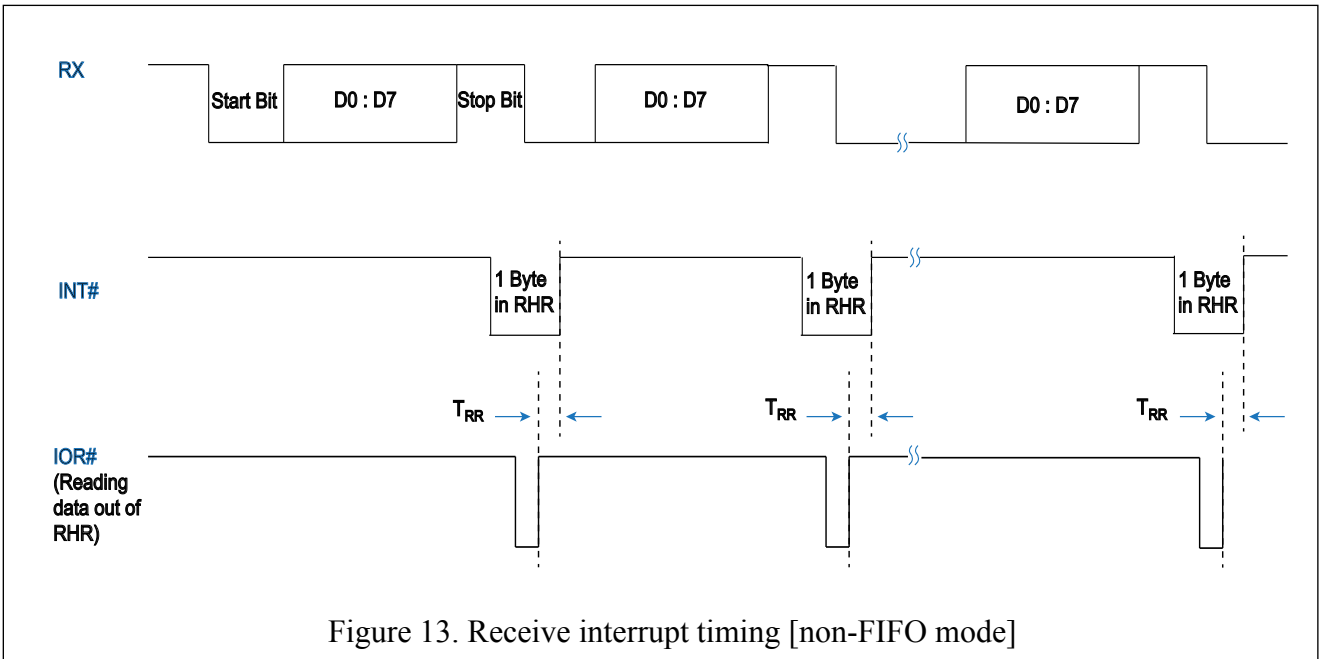 RX
Start Bit
D0 : D7
Stop Bit
D0 : D7
D0 : D7
INT#
1 Byte
in RHR
1 Byte
in RHR
1 Byte
in RHR
TRR
TRR
TRR
IOR#
(Reading
data out of
RHR)
Figure 13. Receive interrupt timing [non-FIFO mode]